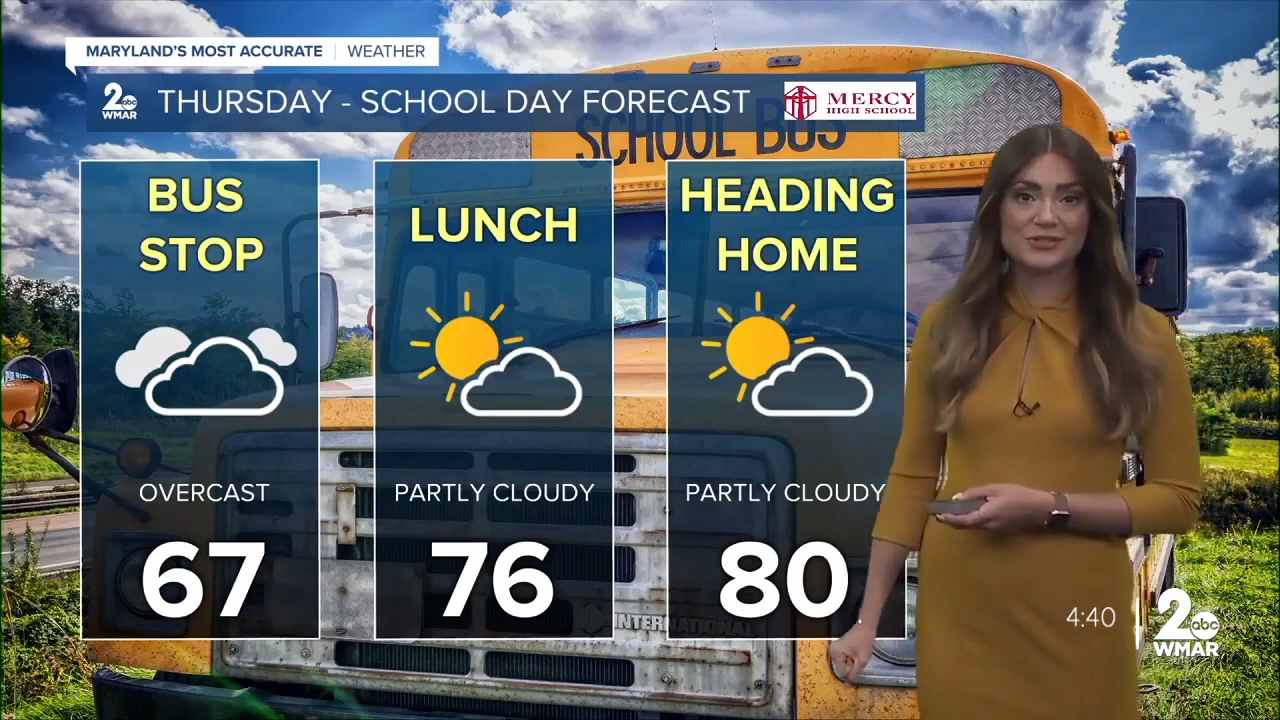 MARYLAND'S MOST ACCURATE | WEATHER
2 abc
WMAR
THURSDAY - SCHOOL DAY FORECAST
MERCY
HIGH SCHOOL
SCHOOL BUS
BUS
STOP
OVERCAST
67
LUNCH
PARTLY CLOUDY
76
HEADING
HOME
PARTLY CLOUDY
80
INTERNATIONAL
4:40
2 abc
WMAR